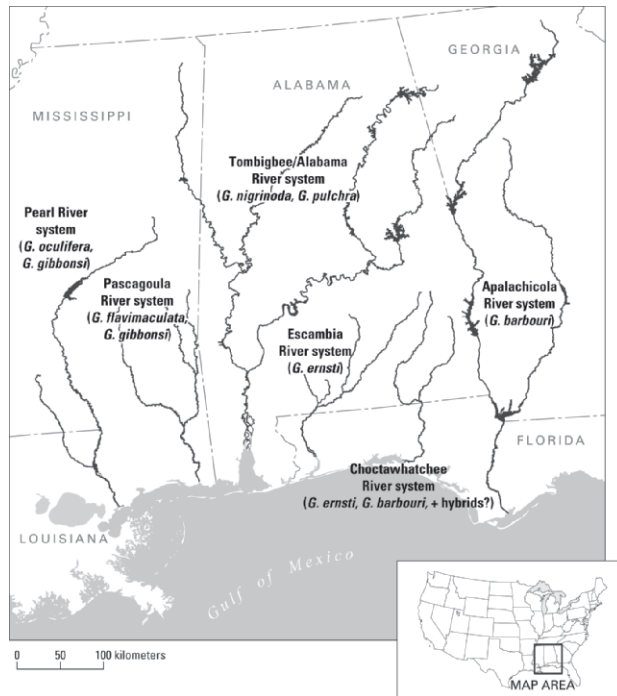 GEORGIA
ALABAMA
MISSISSIPPI
Tombigbee/Alabama
River system
(G. nigrinoda, G. pulchra)
Pearl River
system
(G. oculifera,
G. gibbonsi)
Pascagoula
River system
(G. flavimaculata,
G. gibbonsi)
Apalachicola
River system
(G. barbouri)
Escambia
River system
(G. ernsti)
FLORIDA
Choctawhatchee
River system
(G. ernsti, G. barbouri, + hybrids?)
LOUISIANA
Gulf of Mexico
0 50 100 kilometers
MAP AREA